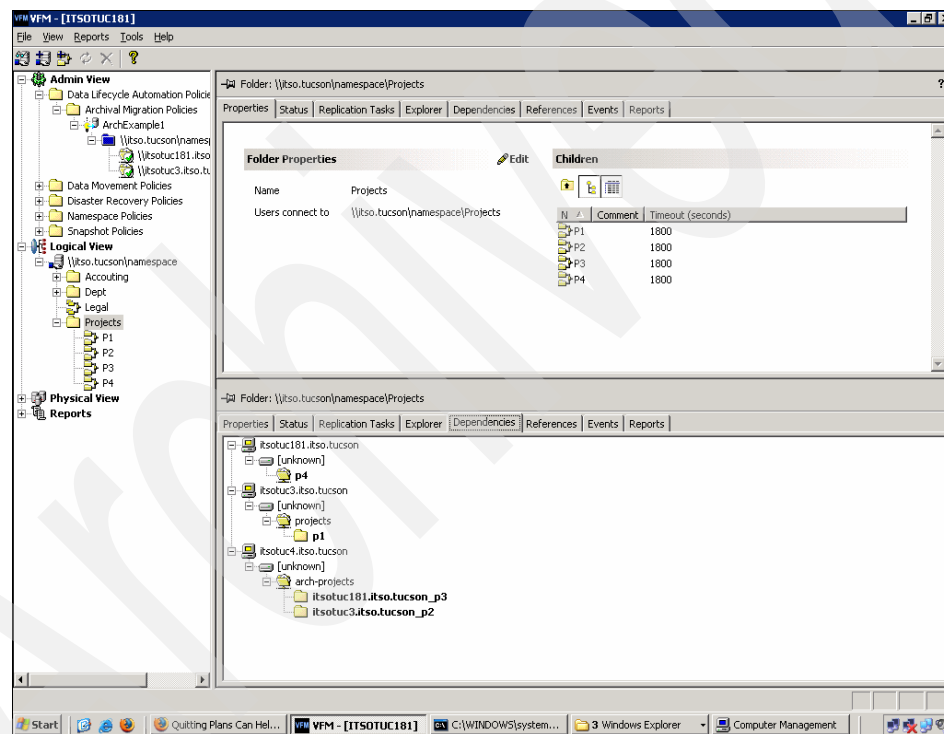 VFM VFM - [ITSOTUC181]
File View Reports Tools Help
Admin View
Data Lifecycle Automation Policie
Archival Migration Policies
ArchExample1
\\itso.tucson\names
\\itsotuc181.itso
\\itsotuc3.itso.tu
Data Movement Policies
Disaster Recovery Policies
Namespace Policies
Snapshot Policies
Logical View
\\itso.tucson\namespace
Accouting
Dept
Legal
Projects
P1
P2
P3
P4
Physical View
Reports
Folder: \\itso.tucson\namespace\Projects ?
Properties Status Replication Tasks Explorer Dependencies References Events Reports
Folder Properties Edit
Name Projects
Users connect to \\itso.tucson\namespace\Projects
Children
N Comment Timeout (seconds)
P1 1800
P2 1800
P3 1800
P4 1800
Folder: \\itso.tucson\namespace\Projects
Properties Status Replication Tasks Explorer Dependencies References Events Reports
itsotuc181.itso.tucson
[unknown]
p4
itsotuc3.itso.tucson
[unknown]
projects
p1
itsotuc4.itso.tucson
[unknown]
arch-projects
itsotuc181.itso.tucson_p3
itsotuc3.itso.tucson_p2
Start Quitting Plans Can Hel... VFM VFM - [ITSOTUC181] C:\WINDOWS\system... 3 Windows Explorer Computer Management